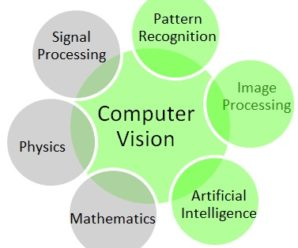 Pattern
Recognition
Signal
Processing
Image
Processing
Computer
Vision
Physics
Artificial
Intelligence
Mathematics